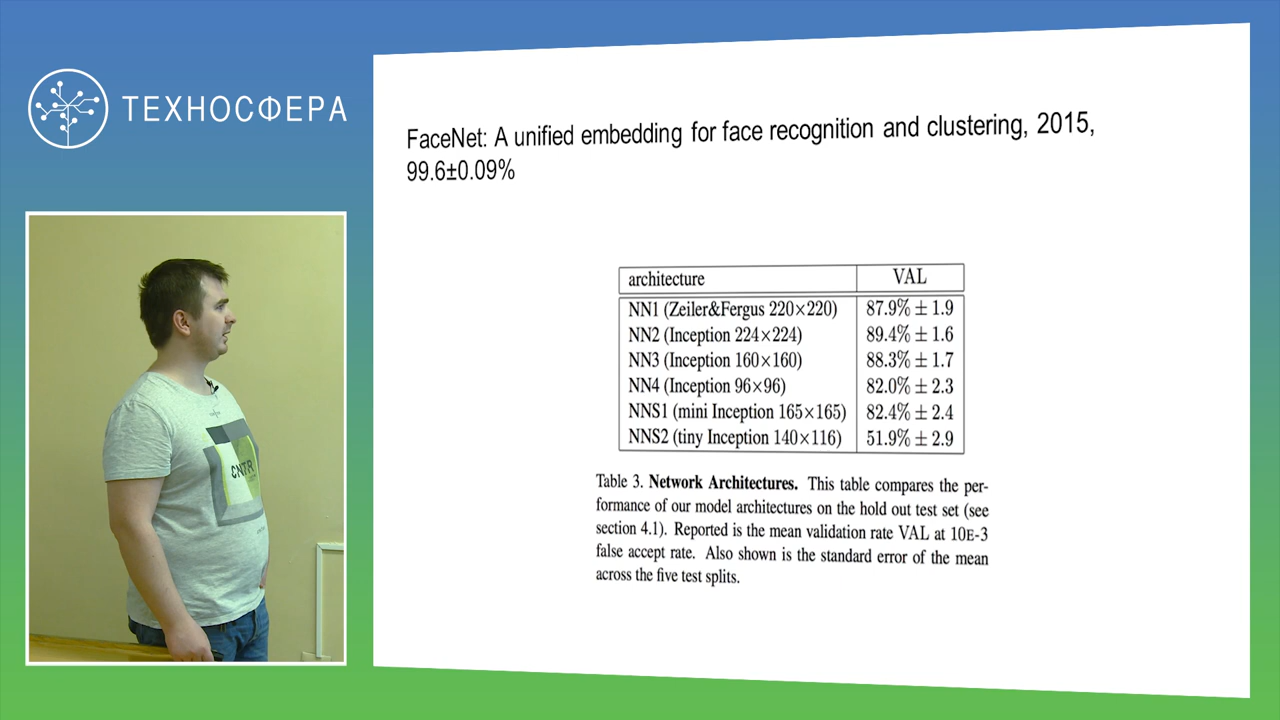 ТЕХНОСФЕРА
FaceNet: A unified embedding for face recognition and clustering, 2015,
99.6±0.09%
architecture VAL
NN1 (Zeiler&Fergus 220×220) 87.9% ± 1.9
NN2 (Inception 224×224) 89.4% ± 1.6
NN3 (Inception 160×160) 88.3% ± 1.7
NN4 (Inception 96×96) 82.0% ± 2.3
NNS1 (mini Inception 165×165) 82.4% ± 2.4
NNS2 (tiny Inception 140×116) 51.9% ± 2.9
Table 3. Network Architectures. This table compares the per-
formance of our model architectures on the hold out test set (see
section 4.1). Reported is the mean validation rate VAL at 10E-3
false accept rate. Also shown is the standard error of the mean
across the five test splits.
CNTR